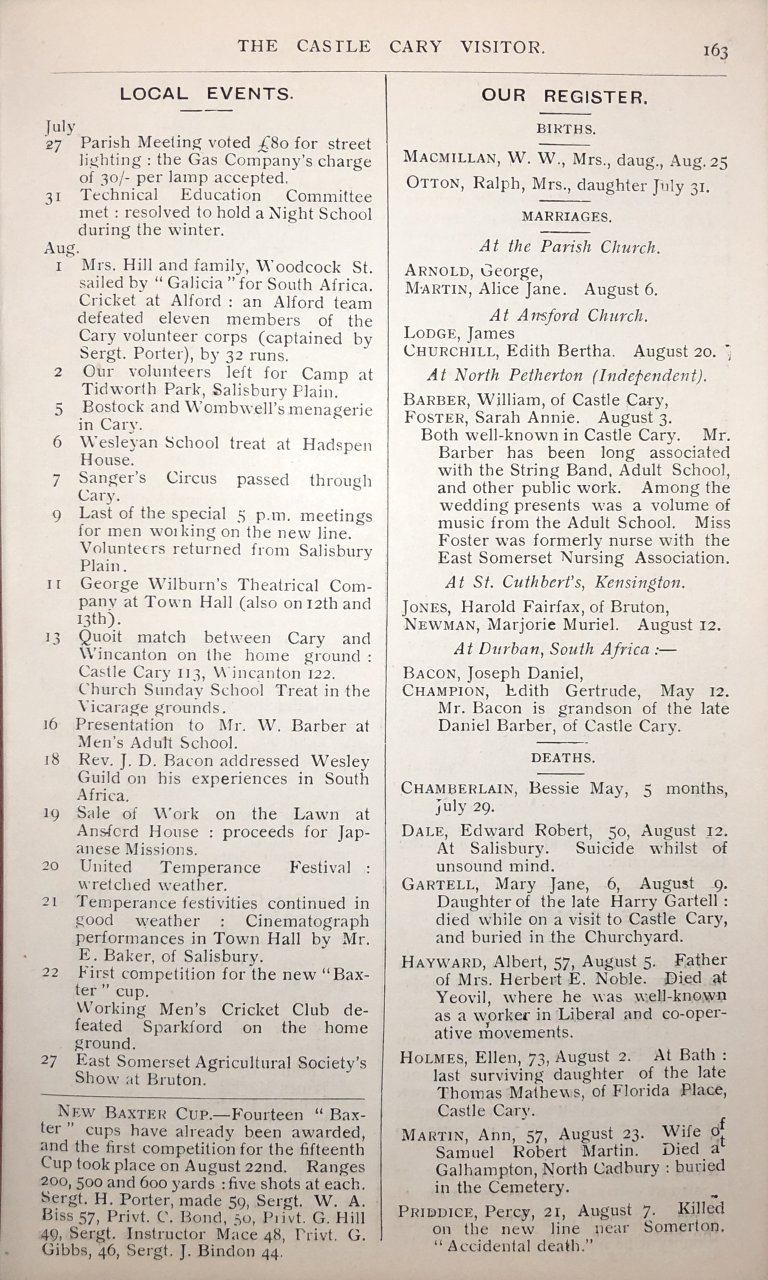 THE CASTLE CARY VISITOR.
163
LOCAL EVENTS.
July
27 Parish Meeting voted £80 for street
lighting : the Gas Company's charge
of 30/- per lamp accepted.
31 Technical Education Committee
met : resolved to hold a Night School
during the winter.
Aug.
1 Mrs. Hill and family, Woodcock St.
sailed by "Galicia" for South Africa.
Cricket at Alford : an Alford team
defeated eleven members of the
Cary volunteer corps (captained by
Sergt. Porter), by 32 runs.
2 Our volunteers left for Camp at
Tidworth Park, Salisbury Plain.
5 Bostock and Wombwell's menagerie
in Cary.
6 Wesleyan School treat at Hadspen
House.
7 Sanger's Circus passed through
Cary.
9 Last of the special 5 p.m. meetings
for men working on the new line.
Volunteers returned from Salisbury
Plain.
11 George Wilburn's Theatrical Com-
pany at Town Hall (also on 12th and
13th).
13 Quoit match between Cary and
Wincanton on the home ground :
Castle Cary 113, Wincanton 122.
Church Sunday School Treat in the
Vicarage grounds.
16 Presentation to Mr. W. Barber at
Men's Adult School.
18 Rev. J. D. Bacon addressed Wesley
Guild on his experiences in South
Africa.
19 Sale of Work on the Lawn at
Ansford House : proceeds for Jap-
anese Missions.
20 United Temperance Festival :
wretched weather.
21 Temperance festivities continued in
good weather : Cinematograph
performances in Town Hall by Mr.
E. Baker, of Salisbury.
22 First competition for the new "Bax-
ter" cup.
Working Men's Cricket Club de-
feated Sparkford on the home
ground.
27 East Somerset Agricultural Society's
Show at Bruton.
NEW BAXTER CUP.—Fourteen "Bax-
ter" cups have already been awarded,
and the first competition for the fifteenth
Cup took place on August 22nd. Ranges
200, 500 and 600 yards : five shots at each.
Sergt. H. Porter, made 59, Sergt. W. A.
Biss 57, Privt. C. Bond, 50, Privt. G. Hill
49, Sergt. Instructor Mace 48, Privt. G.
Gibbs, 46, Sergt. J. Bindon 44.
OUR REGISTER.
BIRTHS.
MACMILLAN, W. W., Mrs., daug., Aug. 25
OTTON, Ralph, Mrs., daughter July 31.
MARRIAGES.
At the Parish Church.
ARNOLD, George,
MARTIN, Alice Jane. August 6.
At Ansford Church.
LODGE, James
CHURCHILL, Edith Bertha. August 20.
At North Petherton (Independent).
BARBER, William, of Castle Cary,
FOSTER, Sarah Annie. August 3.
Both well-known in Castle Cary. Mr.
Barber has been long associated
with the String Band, Adult School,
and other public work. Among the
wedding presents was a volume of
music from the Adult School. Miss
Foster was formerly nurse with the
East Somerset Nursing Association.
At St. Cuthbert's, Kensington.
JONES, Harold Fairfax, of Bruton,
NEWMAN, Marjorie Muriel. August 12.
At Durban, South Africa :—
BACON, Joseph Daniel,
CHAMPION, Edith Gertrude, May 12.
Mr. Bacon is grandson of the late
Daniel Barber, of Castle Cary.
DEATHS.
CHAMBERLAIN, Bessie May, 5 months,
july 29.
DALE, Edward Robert, 50, August 12.
At Salisbury. Suicide whilst of
unsound mind.
GARTELL, Mary Jane, 6, August 9.
Daughter of the late Harry Gartell :
died while on a visit to Castle Cary,
and buried in the Churchyard.
HAYWARD, Albert, 57, August 5. Father
of Mrs. Herbert E. Noble. Died at
Yeovil, where he was well-known
as a worker in Liberal and co-oper-
ative movements.
HOLMES, Ellen, 73, August 2. At Bath :
last surviving daughter of the late
Thomas Mathews, of Florida Place,
Castle Cary.
MARTIN, Ann, 57, August 23. Wife of
Samuel Robert Martin. Died at
Galhampton, North Cadbury : buried
in the Cemetery.
PRIDDICE, Percy, 21, August 7. Killed
on the new line near Somerton.
"Accidental death."